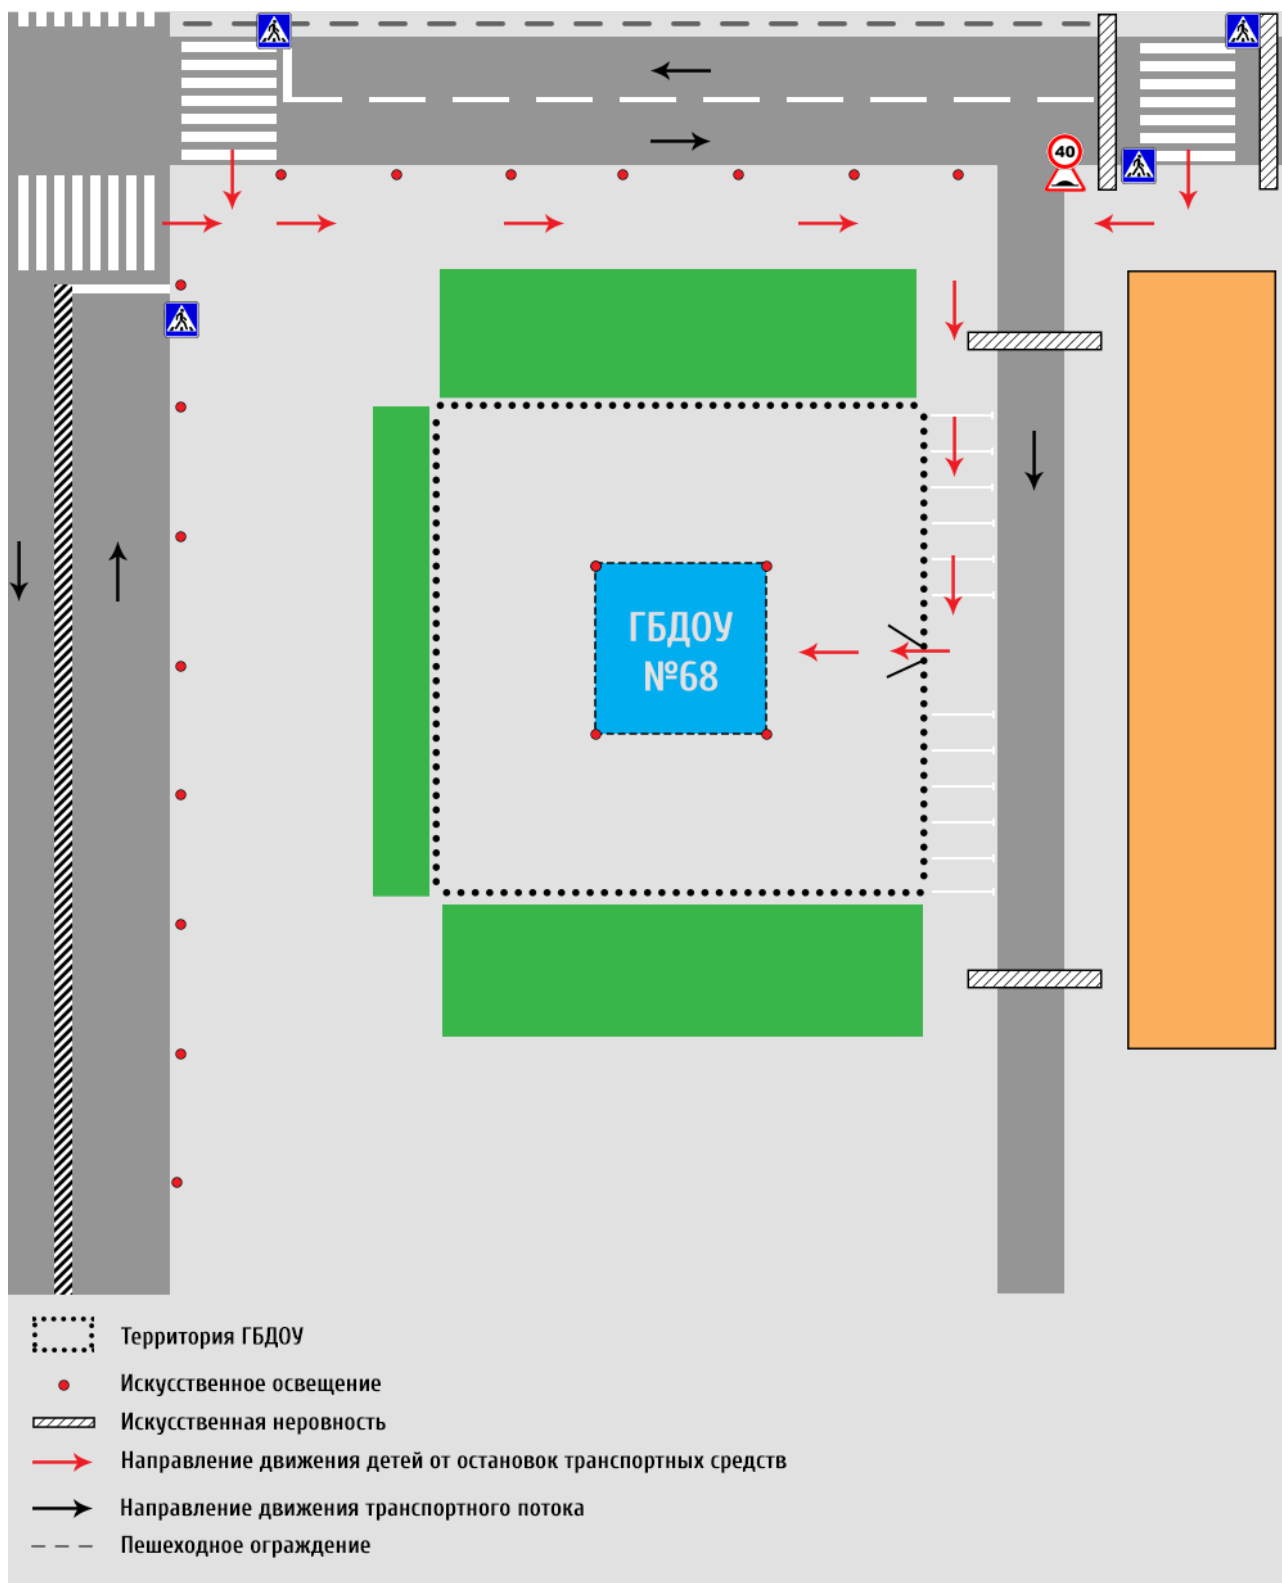 40
ГБДОУ
№68
Территория ГБДОУ
Искусственное освещение
Искусственная неровность
Направление движения детей от остановок транспортных средств
Направление движения транспортного потока
Пешеходное ограждение